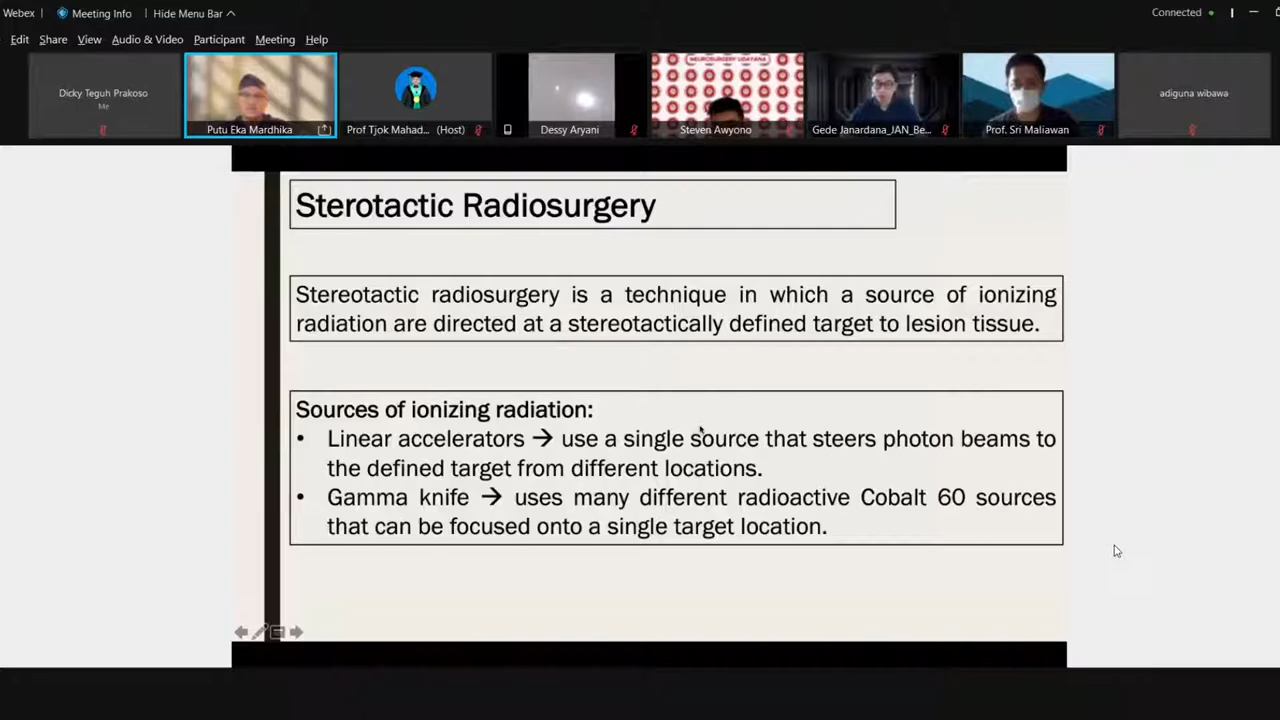 Webex
Meeting Info
Hide Menu Bar
Connected
Edit Share View Audio & Video Participant Meeting Help
Dicky Teguh Prakoso
Me
Putu Eka Mardhika
Prof Tjok Mahad... (Host)
Dessy Aryani
NEUROSURGERY UDAYANA
Steven Awyono
Gede Janardana_JAN_Be...
Prof. Sri Maliawan
adiguna wibawa
Sterotactic Radiosurgery
Stereotactic radiosurgery is a technique in which a source of ionizing
radiation are directed at a stereotactically defined target to lesion tissue.
Sources of ionizing radiation:
• Linear accelerators → use a single source that steers photon beams to
the defined target from different locations.
• Gamma knife → uses many different radioactive Cobalt 60 sources
that can be focused onto a single target location.